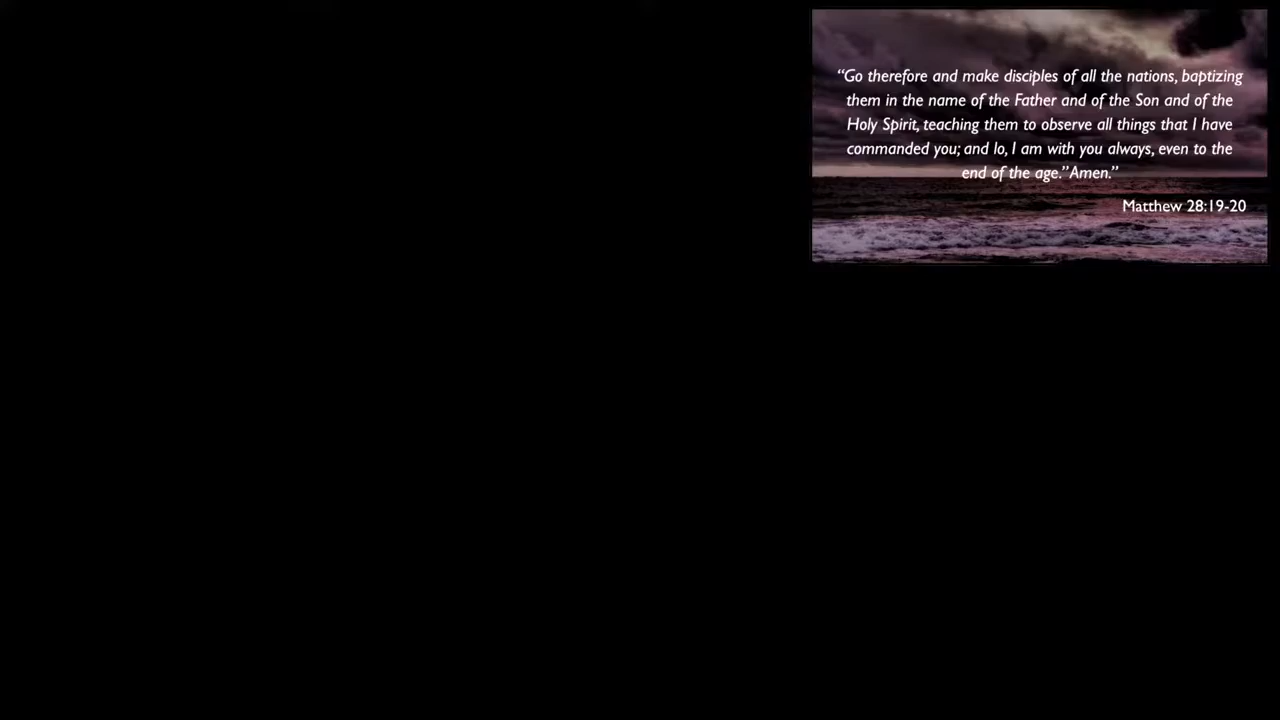 “Go therefore and make disciples of all the nations, baptizing
them in the name of the Father and of the Son and of the
Holy Spirit, teaching them to observe all things that I have
commanded you; and lo, I am with you always, even to the
end of the age.” Amen.”
Matthew 28:19-20